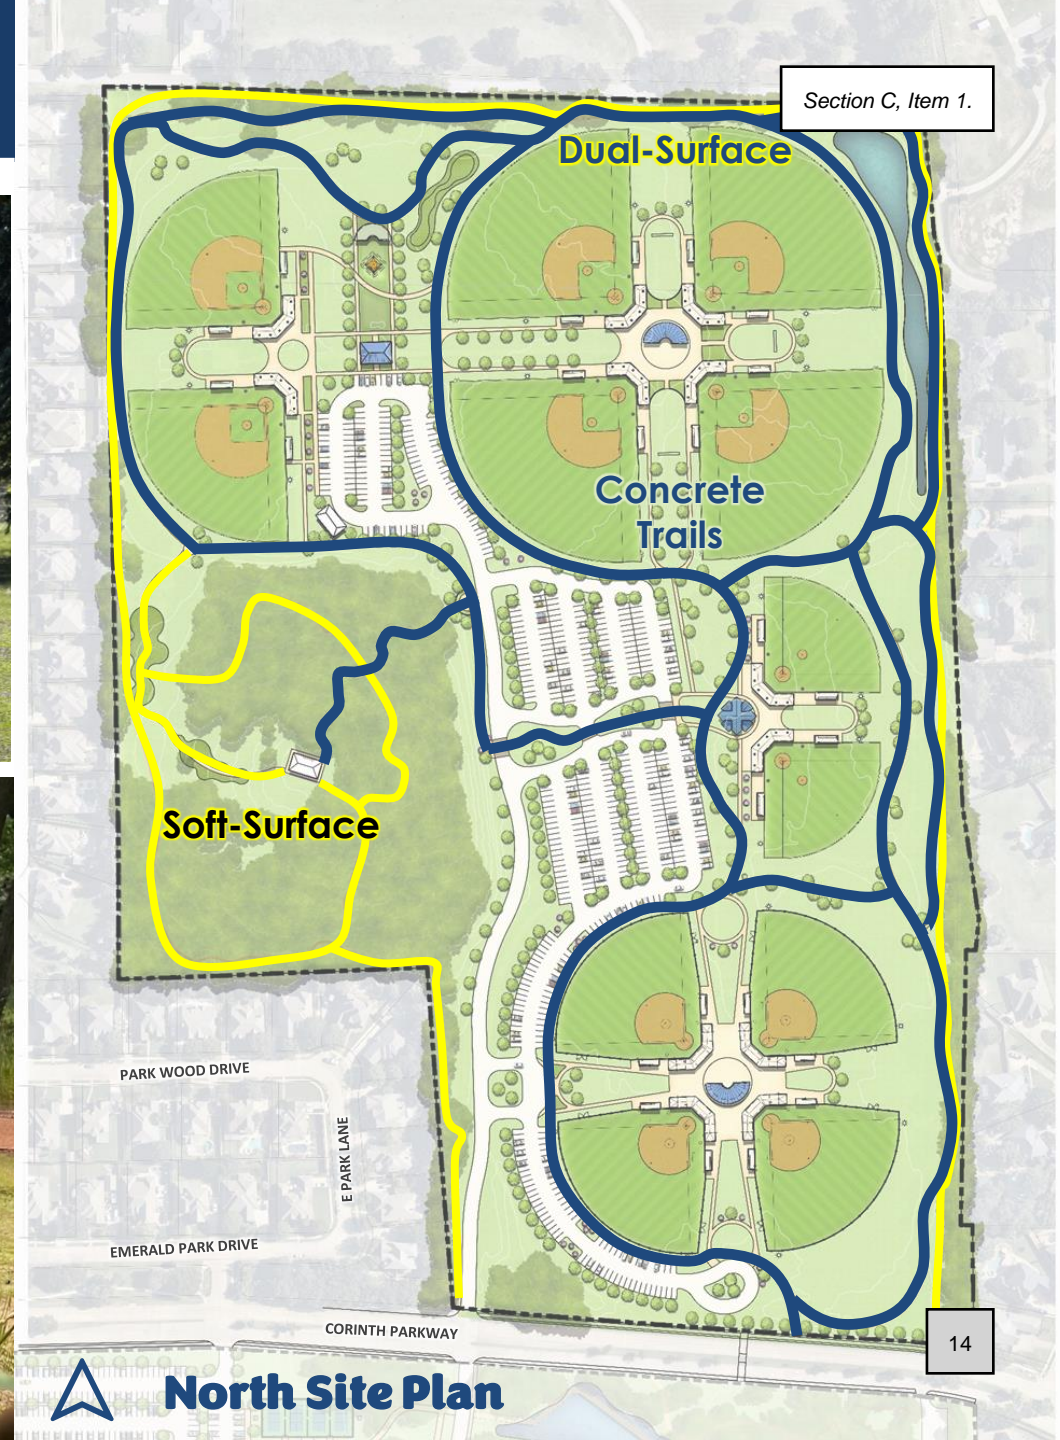 Section C, Item 1.
Dual-Surface
Concrete
Trails
Soft-Surface
PARK WOOD DRIVE
E PARK LANE
EMERALD PARK DRIVE
CORINTH PARKWAY
14
North Site Plan